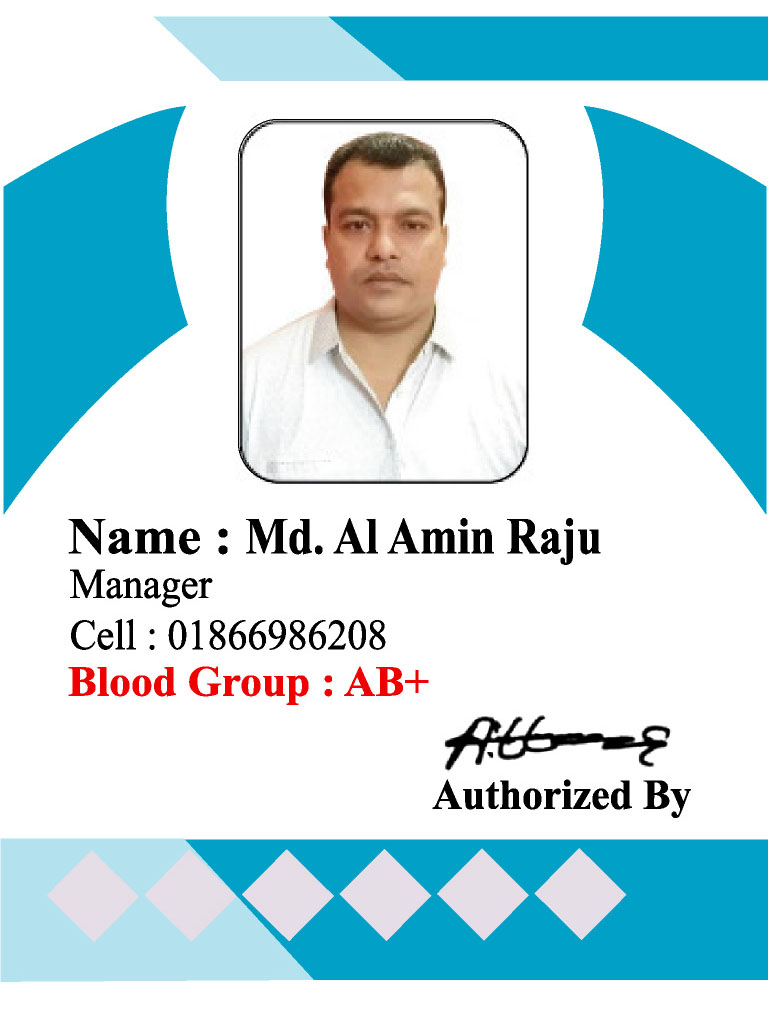 Name : Md. Al Amin Raju
Manager
Cell : 01866986208
Blood Group : AB+
Authorized By